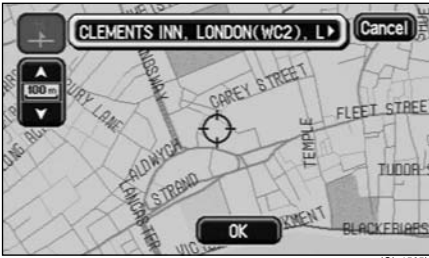 CLEMENTS INN, LONDON(WC2), L
Cancel
100 m
CAREY STREET
FLEET STREE
TEMPLE
ALDWYCH
STRAND
LANCASTER
TUDOR
OK
BLACKFRIARS